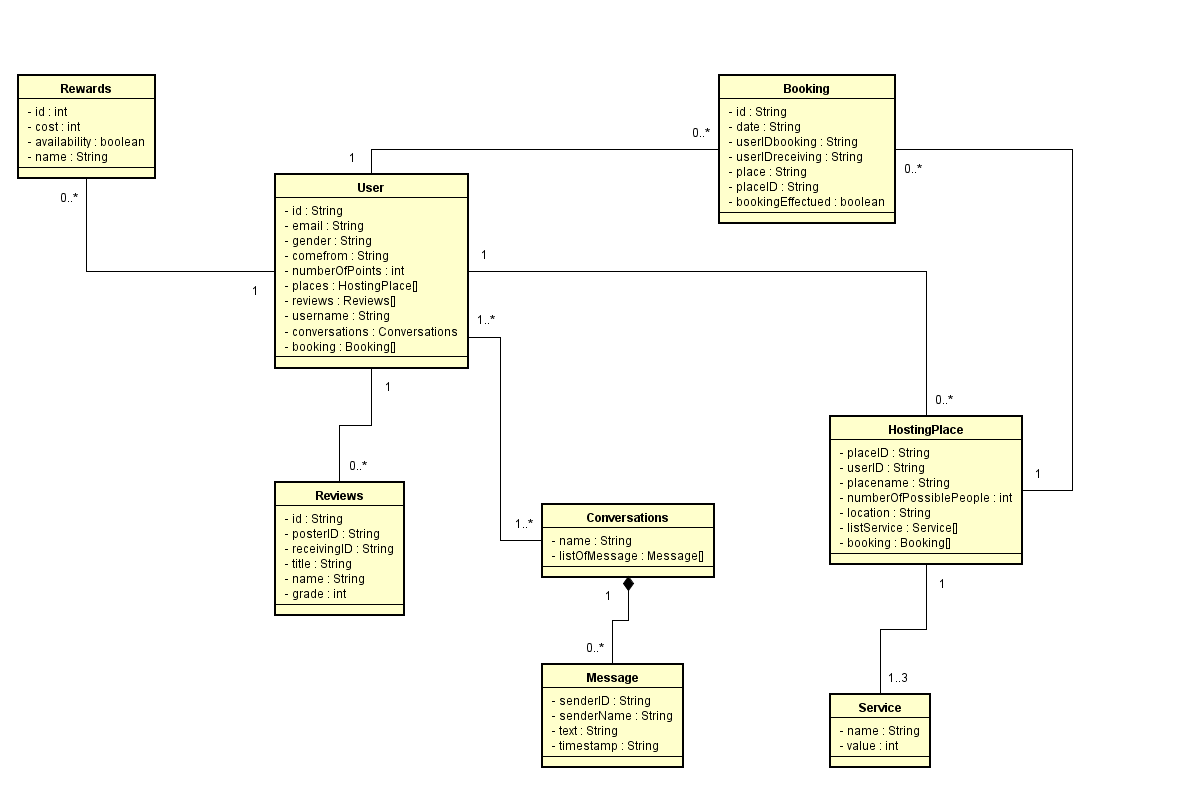 Rewards
- id : int
- cost : int
- availability : boolean
- name : String
0..*
1
Booking
- id : String
- date : String
- userIDbooking : String
- userIDreceiving : String
- place : String
- placeID : String
- bookingEffectued : boolean
0..*
0..*
1
User
- id : String
- email : String
- gender : String
- comefrom : String
- numberOfPoints : int
- places : HostingPlace[]
- reviews : Reviews[]
- username : String
- conversations : Conversations
- booking : Booking[]
1
1..*
1
0..*
0..*
HostingPlace
- placeID : String
- userID : String
- placename : String
- numberOfPossiblePeople : int
- location : String
- listService : Service[]
- booking : Booking[]
1
1
Reviews
- id : String
- posterID : String
- receivingID : String
- title : String
- name : String
- grade : int
1..*
Conversations
- name : String
- listOfMessage : Message[]
1
0..*
Message
- senderID : String
- senderName : String
- text : String
- timestamp : String
1..3
Service
- name : String
- value : int